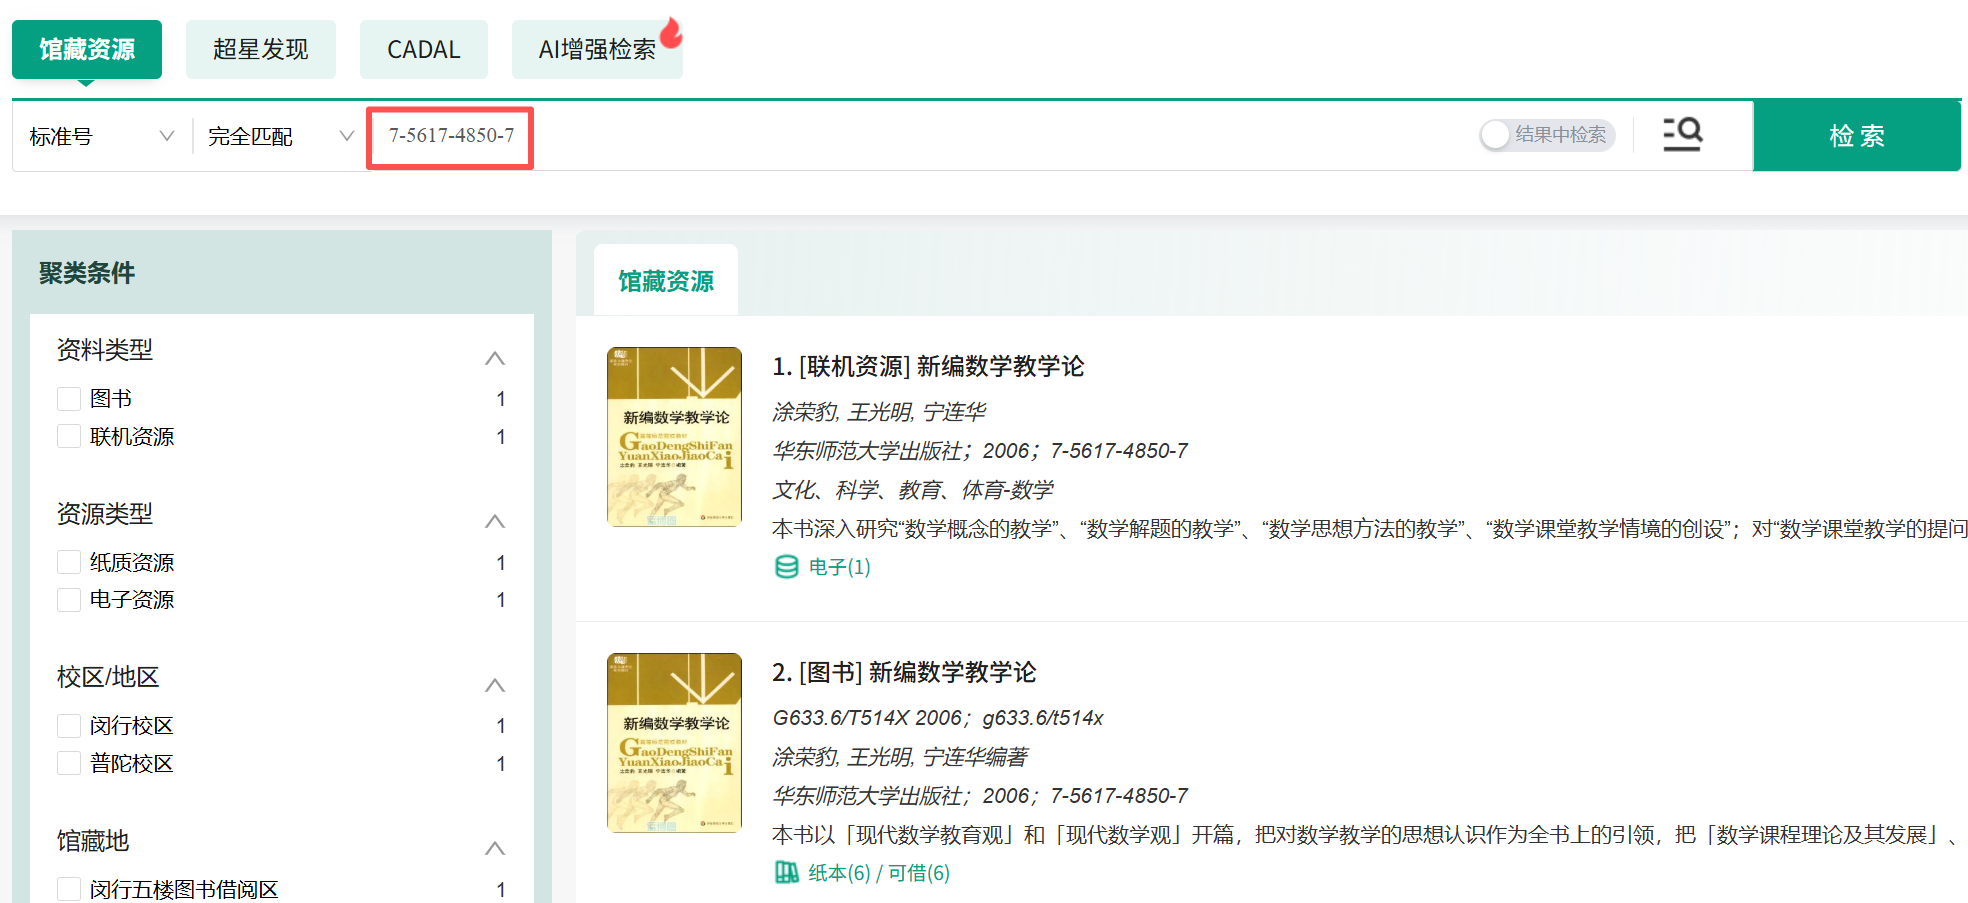 馆藏资源
超星发现
CADAL
AI增强检索
标准号
完全匹配
7-5617-4850-7
结果中检索
检 索
聚类条件
资料类型
图书 1
联机资源 1
资源类型
纸质资源 1
电子资源 1
校区/地区
闵行校区 1
普陀校区 1
馆藏地
闵行五楼图书借阅区 1
馆藏资源
新编数学教学论
GaoDengShiFan
YuanXiaoJiaoCai
1. [联机资源] 新编数学教学论
涂荣豹, 王光明, 宁连华
华东师范大学出版社；2006；7-5617-4850-7
文化、科学、教育、体育-数学
本书深入研究“数学概念的教学”、“数学解题的教学”、“数学思想方法的教学”、“数学课堂教学情境的创设”；对“数学课堂教学的提问
电子(1)
新编数学教学论
GaoDengShiFan
YuanXiaoJiaoCai
2. [图书] 新编数学教学论
G633.6/T514X 2006；g633.6/t514x
涂荣豹, 王光明, 宁连华编著
华东师范大学出版社；2006；7-5617-4850-7
本书以「现代数学教育观」和「现代数学观」开篇，把对数学教学的思想认识作为全书上的引领，把「数学课程理论及其发展」、
纸本(6) / 可借(6)